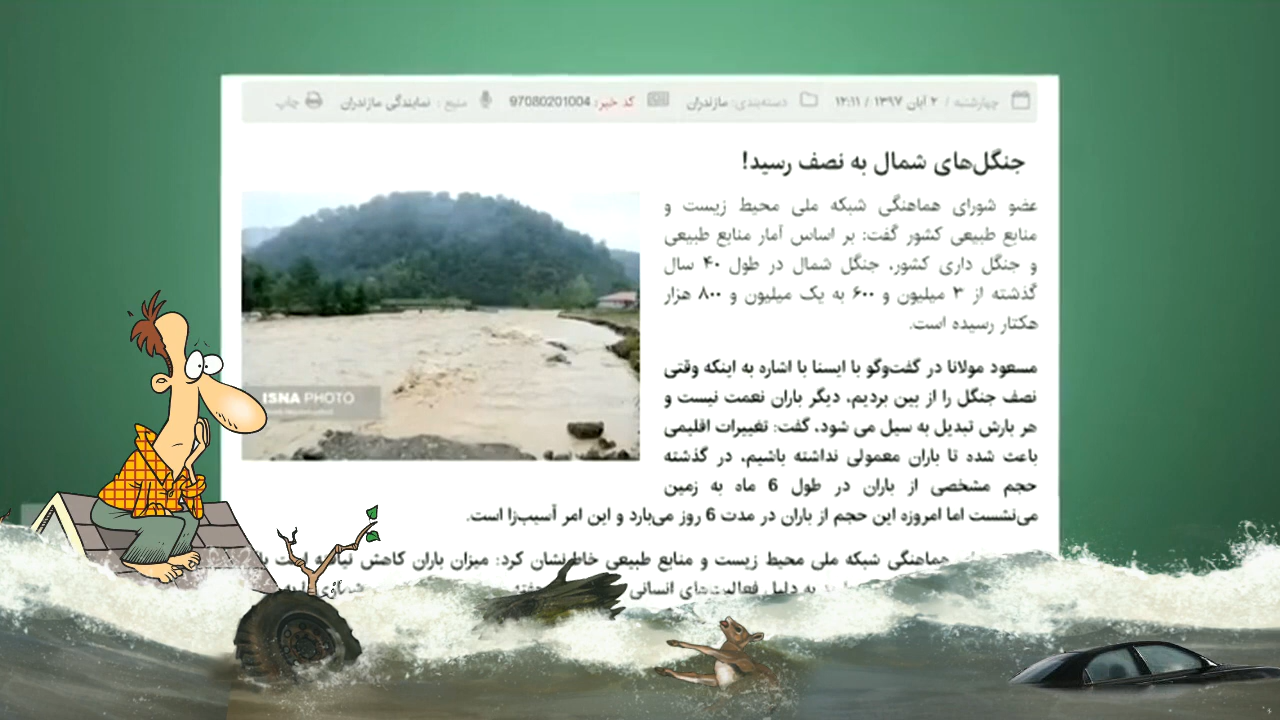 چهارشنبه / ۲ آبان ۱۳۹۷ / ۱۲:۱۱ دسته‌بندی: مازندران کد خبر: 97080201004 منبع : نمایندگی مازندران چاپ
جنگل‌های شمال به نصف رسید!
عضو شورای هماهنگی شبکه ملی محیط زیست و
منابع طبیعی کشور گفت: بر اساس آمار منابع طبیعی
و جنگل داری کشور، جنگل شمال در طول ۴۰ سال
گذشته از ۳ میلیون و ۶۰۰ به یک میلیون و ۸۰۰ هزار
هکتار رسیده است.
ISNA PHOTO
مسعود مولانا در گفت‌وگو با ایسنا با اشاره به اینکه وقتی
نصف جنگل را از بین بردیم، دیگر باران نعمت نیست و
هر بارش تبدیل به سیل می شود، گفت: تغییرات اقلیمی
باعث شده تا باران معمولی نداشته باشیم، در گذشته
حجم مشخصی از باران در طول 6 ماه به زمین
می‌نشست اما امروزه این حجم از باران در مدت 6 روز می‌بارد و این امر آسیب‌زا است.
هماهنگی شبکه ملی محیط زیست و منابع طبیعی خاطرنشان کرد: میزان باران کاهش
به دلیل فعالیت‌های انسانی